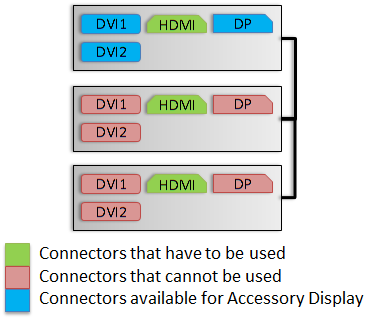 DVI1 HDMI DP
DVI2
DVI1 HDMI DP
DVI2
DVI1 HDMI DP
DVI2
Connectors that have to be used
Connectors that cannot be used
Connectors available for Accessory Display